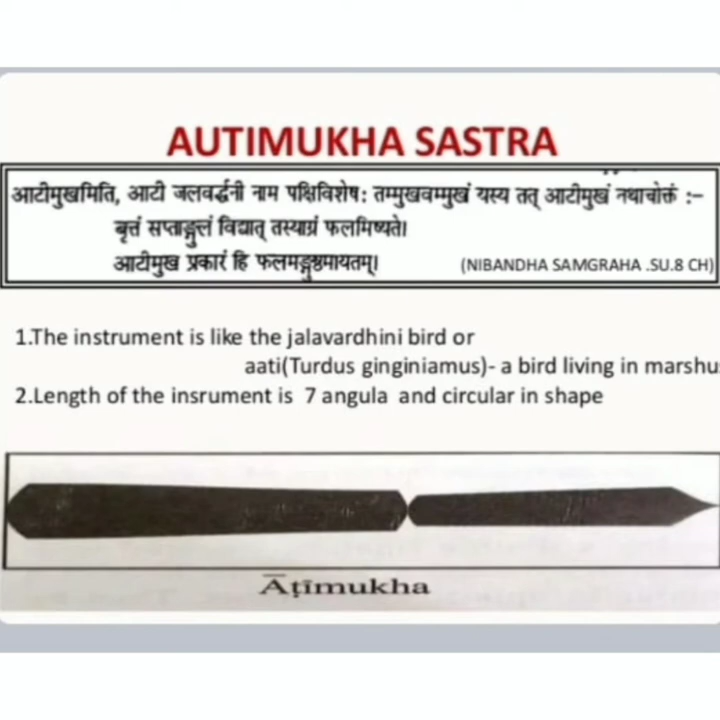 AUTIMUKHA SASTRA
आटीमुखमिति, आटी जलवर्द्धनी नाम पक्षिविशेष: तम्मुखवम्मुखं यस्य तत् आटीमुखं नथाचोक्तं :–
बृत्तं सप्ताङ्गुलं विद्यात् तस्याग्रं फलमिष्यते।
आटीमुख प्रकारं हि फलमङ्गुष्ठमायतम्।
(NIBANDHA SAMGRAHA .SU.8 CH)
1.The instrument is like the jalavardhini bird or
aati(Turdus ginginiamus)- a bird living in marshu
2.Length of the insrument is 7 angula and circular in shape
Āṭīmukha